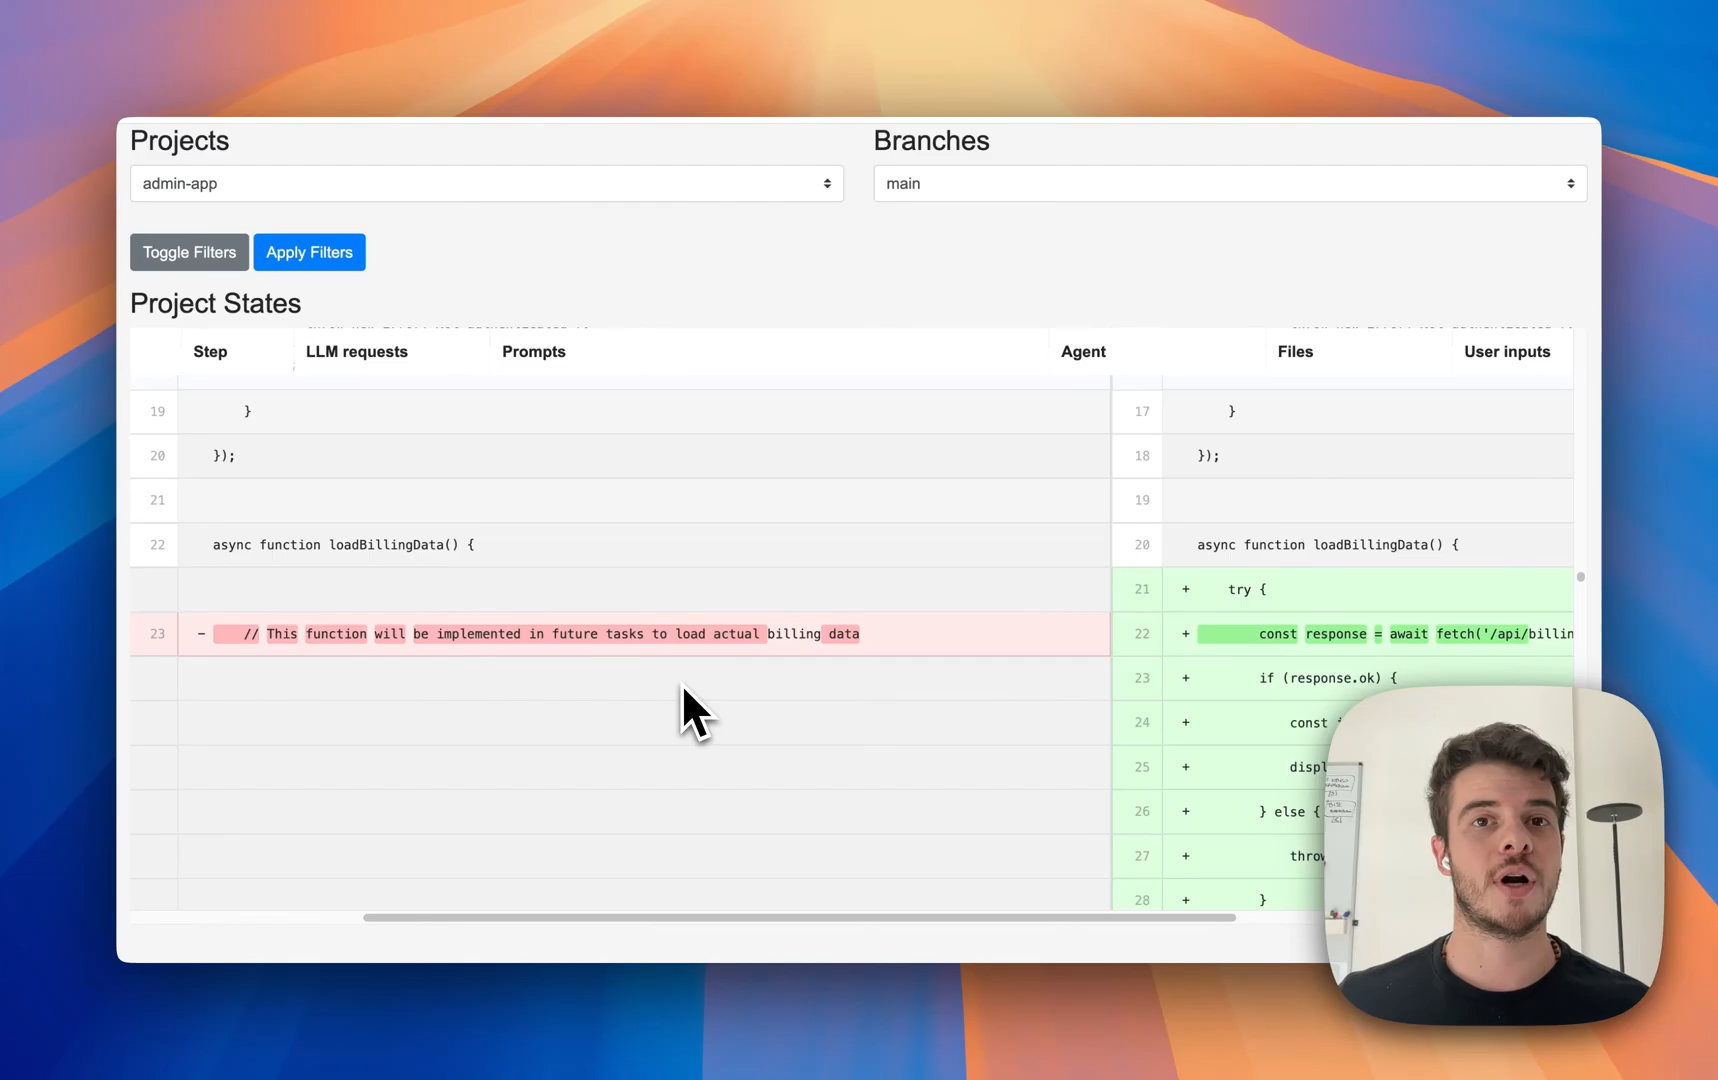 Projects
Branches
admin-app
main
Toggle Filters
Apply Filters
Project States
Step
LLM requests
Prompts
Agent
Files
User inputs
19 }
17 }
20 });
18 });
21
19
22 async function loadBillingData() {
20 async function loadBillingData() {
21 + try {
23 - // This function will be implemented in future tasks to load actual billing data
22 + const response = await fetch('/api/billin
23 + if (response.ok) {
24 + const
25 + displ
26 + } else {
27 + throw
28 + }